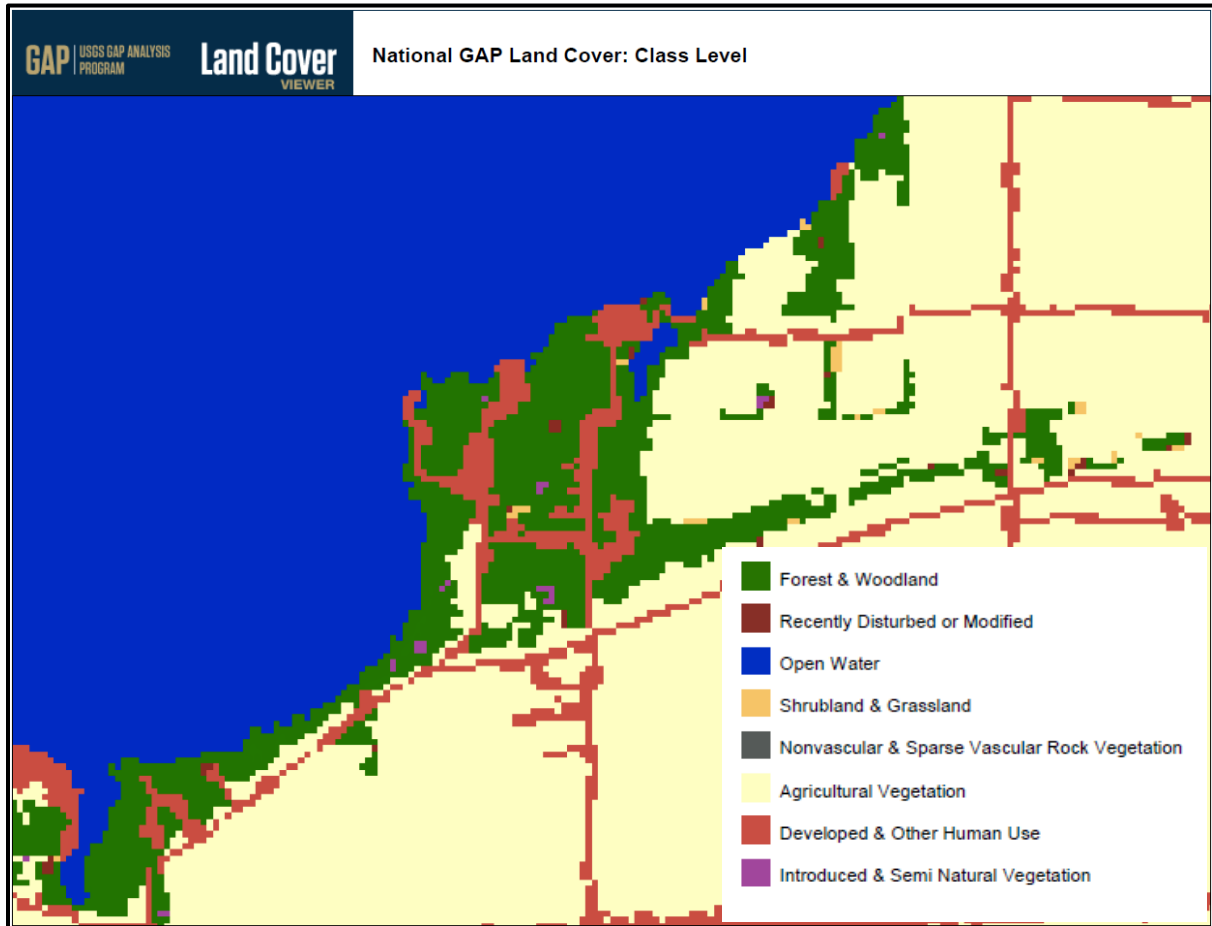 GAP USGS GAP ANALYSIS
PROGRAM
Land Cover
VIEWER
National GAP Land Cover: Class Level
Forest & Woodland
Recently Disturbed or Modified
Open Water
Shrubland & Grassland
Nonvascular & Sparse Vascular Rock Vegetation
Agricultural Vegetation
Developed & Other Human Use
Introduced & Semi Natural Vegetation